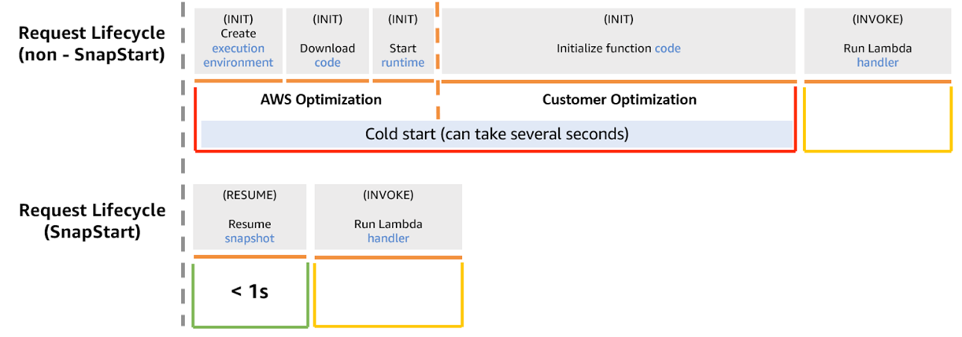 Request Lifecycle
(non - SnapStart)
(INIT)
Create
execution
environment
(INIT)
Download
code
(INIT)
Start
runtime
(INIT)
Initialize function code
(INVOKE)
Run Lambda
handler
AWS Optimization
Customer Optimization
Cold start (can take several seconds)
Request Lifecycle
(SnapStart)
(RESUME)
Resume
snapshot
(INVOKE)
Run Lambda
handler
< 1s